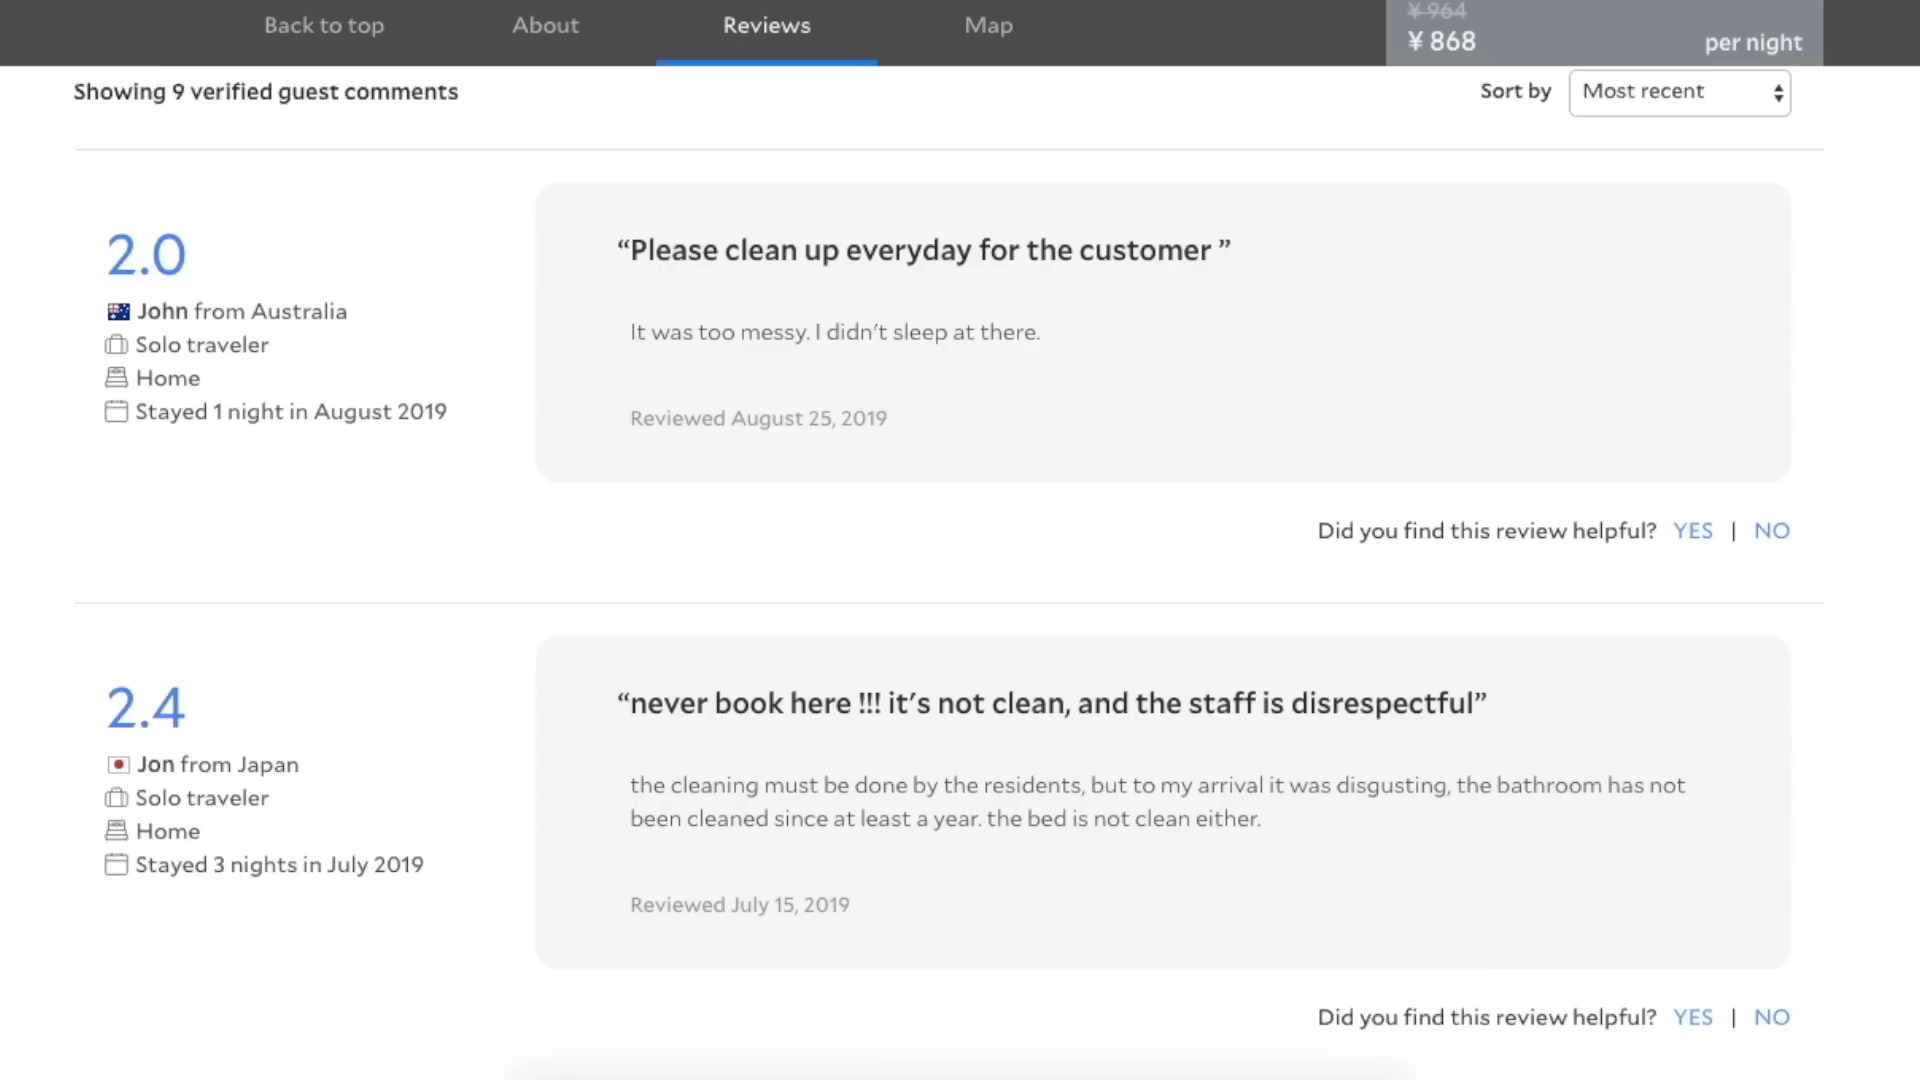 Back to top
About
Reviews
Map
¥ 964
¥ 868
per night
Showing 9 verified guest comments
Sort by
Most recent
2.0
John from Australia
Solo traveler
Home
Stayed 1 night in August 2019
“Please clean up everyday for the customer ”
It was too messy. I didn't sleep at there.
Reviewed August 25, 2019
Did you find this review helpful? YES | NO
2.4
Jon from Japan
Solo traveler
Home
Stayed 3 nights in July 2019
“never book here !!! it's not clean, and the staff is disrespectful”
the cleaning must be done by the residents, but to my arrival it was disgusting, the bathroom has not
been cleaned since at least a year. the bed is not clean either.
Reviewed July 15, 2019
Did you find this review helpful? YES | NO